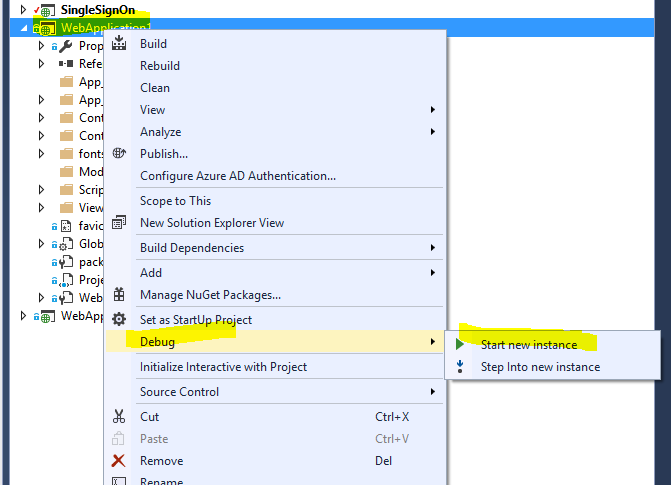 SingleSignOn
WebApplication1
Prop
Refe
App_
App_
Cont
Cont
fonts
Mod
Scrip
View
favic
Glob
pack
Proje
Web
WebAp
Build
Rebuild
Clean
View
Analyze
Publish...
Configure Azure AD Authentication...
Scope to This
New Solution Explorer View
Build Dependencies
Add
Manage NuGet Packages...
Set as StartUp Project
Debug
Start new instance
Step Into new instance
Initialize Interactive with Project
Source Control
Cut Ctrl+X
Paste Ctrl+V
Remove Del
Rename